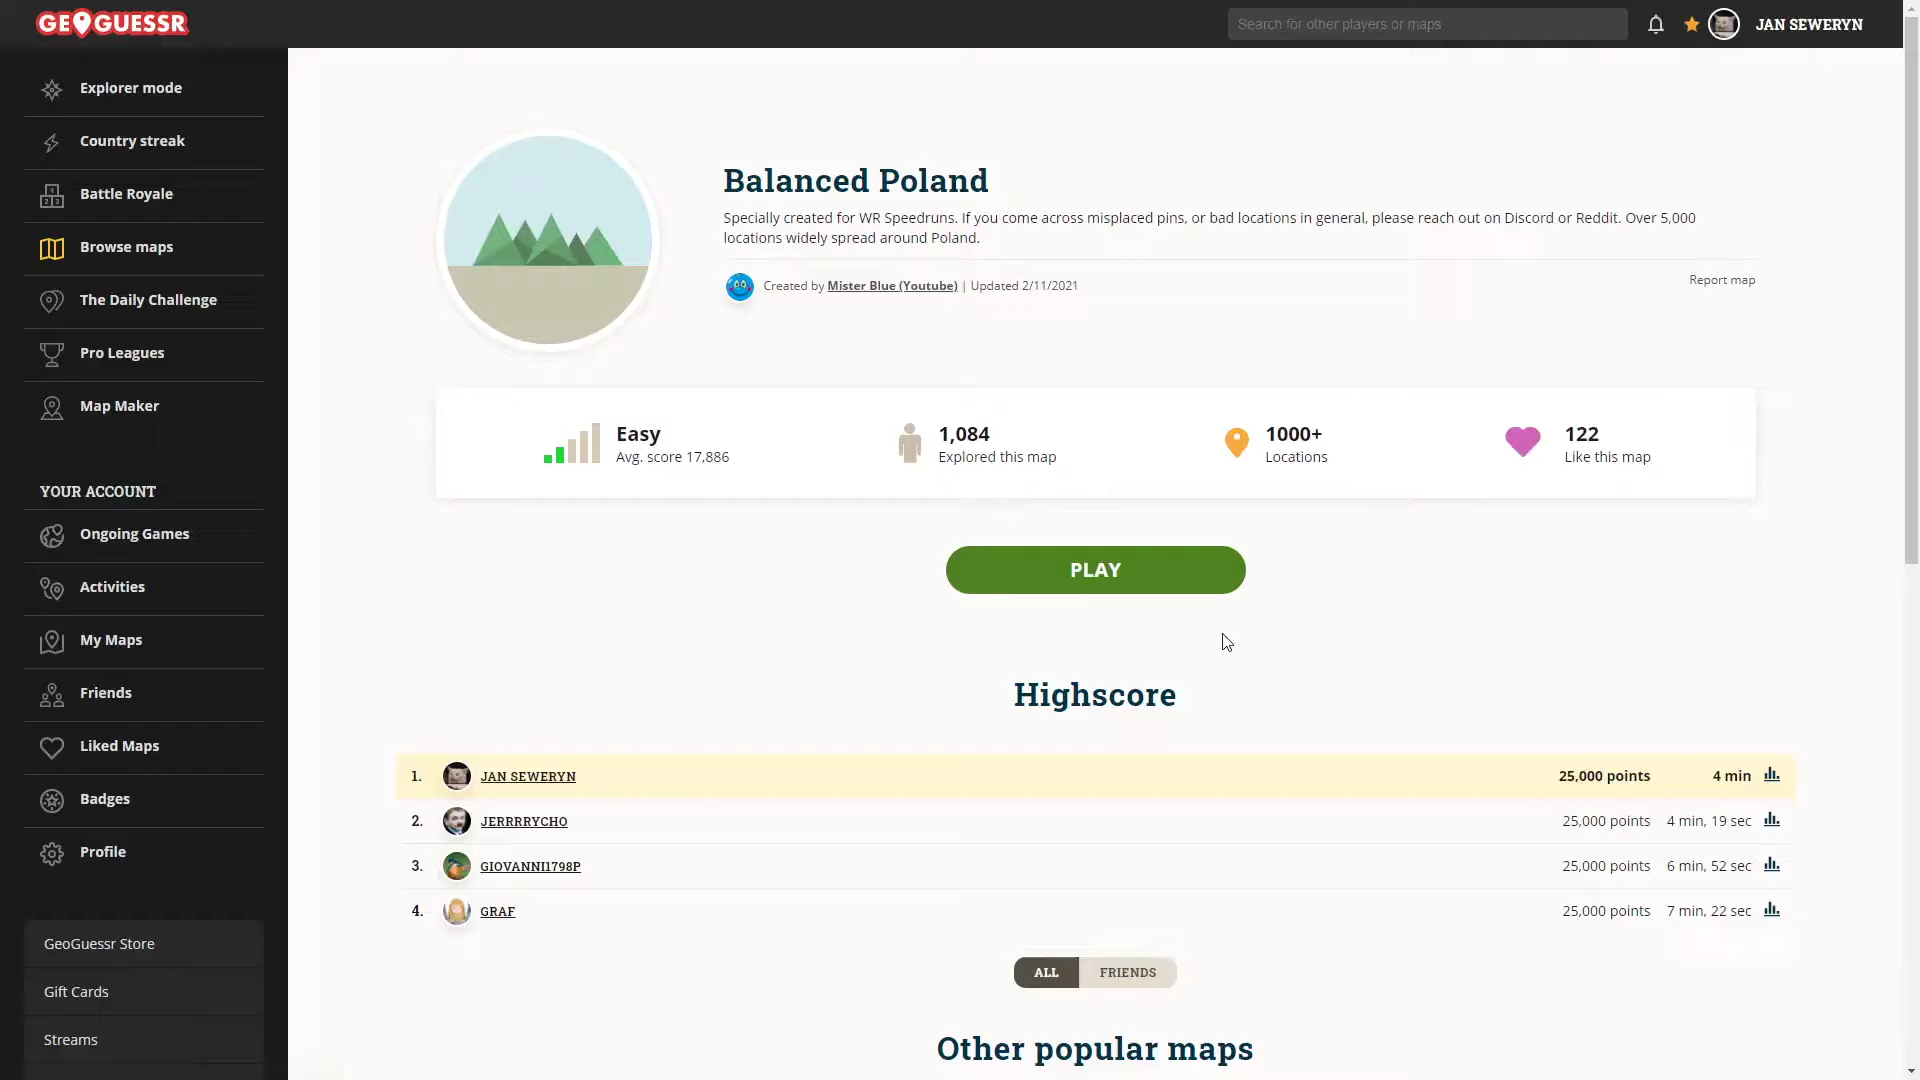 GEOGUESSR
Search for other players or maps
JAN SEWERYN
Explorer mode
Country streak
Battle Royale
Browse maps
The Daily Challenge
Pro Leagues
Map Maker
YOUR ACCOUNT
Ongoing Games
Activities
My Maps
Friends
Liked Maps
Badges
Profile
GeoGuessr Store
Gift Cards
Streams
Balanced Poland
Specially created for WR Speedruns. If you come across misplaced pins, or bad locations in general, please reach out on Discord or Reddit. Over 5,000
locations widely spread around Poland.
Created by Mister Blue (Youtube) | Updated 2/11/2021
Report map
Easy
Avg. score 17,886
1,084
Explored this map
1000+
Locations
122
Like this map
PLAY
Highscore
1. JAN SEWERYN 25,000 points 4 min
2. JERRRRYCHO 25,000 points 4 min, 19 sec
3. GIOVANNI1798P 25,000 points 6 min, 52 sec
4. GRAF 25,000 points 7 min, 22 sec
ALL FRIENDS
Other popular maps